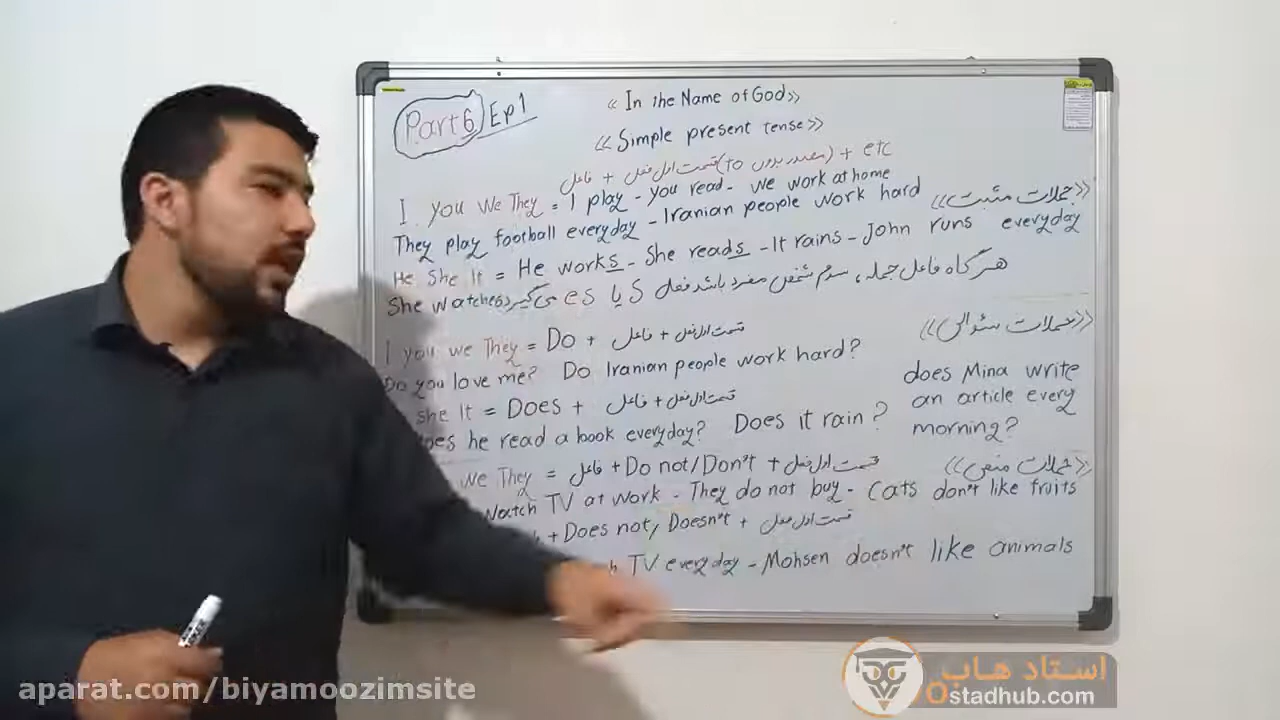 Part 6 Ep 1
« In the Name of God »
« Simple present tense »
فاعل + قسمت اول فعل (مصدر بدون to) + etc
I you We They = I play - you read - we work at home
«جملات مثبت»
They play football everyday - Iranian people work hard
He She It = He works - She reads - It rains - John runs everyday
هر گاه فاعل جمله، سوم شخص مفرد باشد فعل s یا es می گیرد She watches
I you we They = Do + فاعل + قسمت اول فعل
«جملات سئوالی»
Do you love me? Do Iranian people work hard?
she It = Does + فاعل + قسمت اول فعل
he read a book everyday? Does it rain?
does Mina write
an article every
morning?
we They = فاعل + Do not/Don't + قسمت اول فعل
«جملات منفی»
watch TV at work - They do not buy - Cats don't like fruits
+ Does not/Doesn't + قسمت اول فعل
TV everyday - Mohsen doesn't like animals
aparat.com/biyamoozimsite
استاد هاب
Ostadhub.com